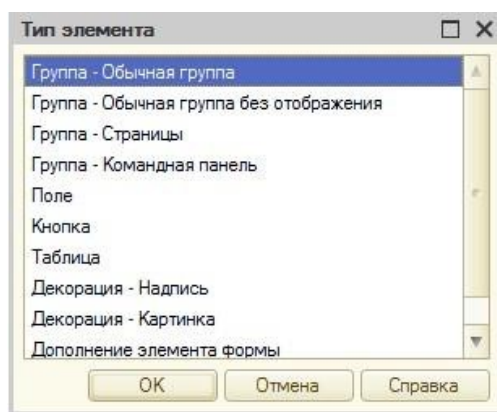 Тип элемента
Группа - Обычная группа
Группа - Обычная группа без отображения
Группа - Страницы
Группа - Командная панель
Поле
Кнопка
Таблица
Декорация - Надпись
Декорация - Картинка
Дополнение элемента формы
ОК Отмена Справка